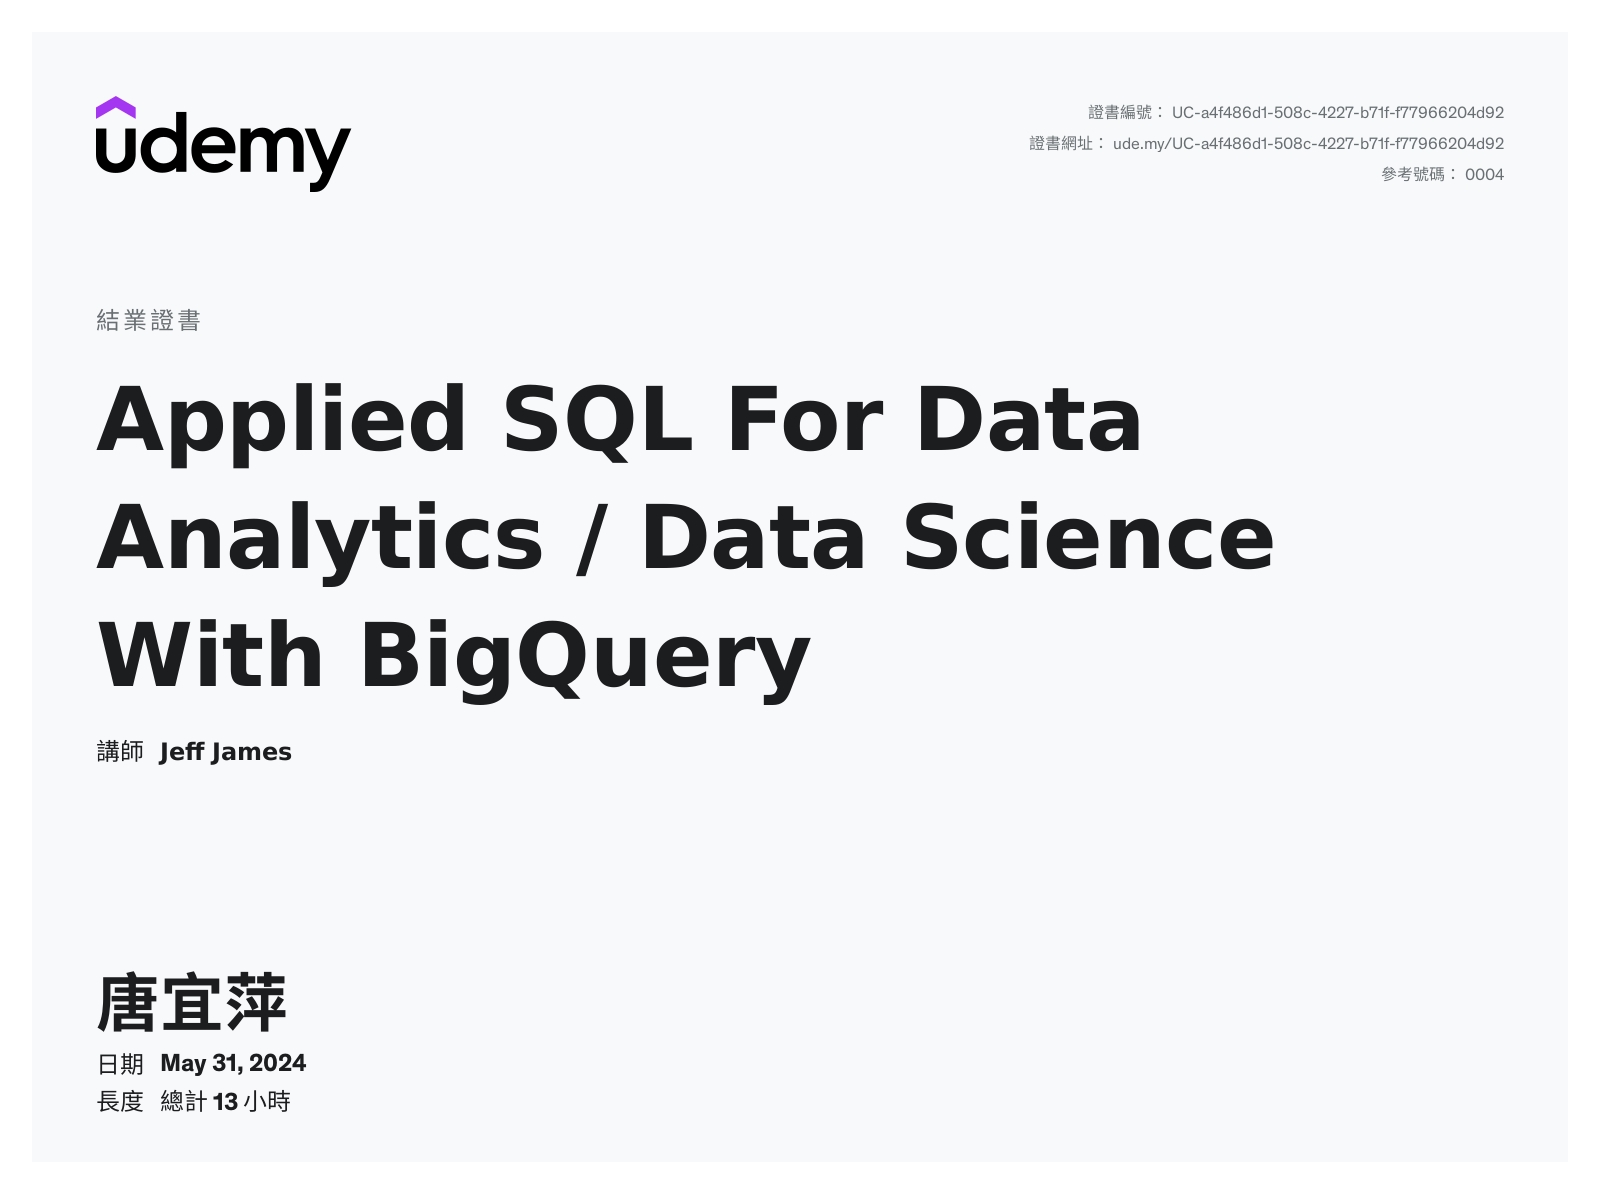 udemy
證書編號： UC-a4f486d1-508c-4227-b71f-f77966204d92
證書網址： ude.my/UC-a4f486d1-508c-4227-b71f-f77966204d92
參考號碼： 0004
結業證書
Applied SQL For Data
Analytics / Data Science
With BigQuery
講師 Jeff James
唐宜萍
日期 May 31, 2024
長度 總計 13 小時